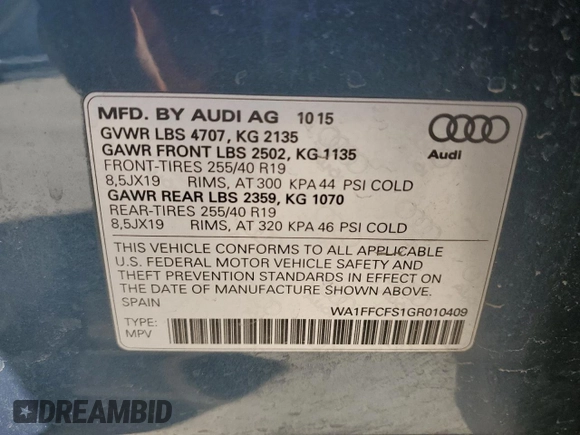 MFD. BY AUDI AG 10 15
GVWR LBS 4707, KG 2135
GAWR FRONT LBS 2502, KG 1135
FRONT-TIRES 255/40 R19
8,5JX19 RIMS, AT 300 KPA 44 PSI COLD
GAWR REAR LBS 2359, KG 1070
REAR-TIRES 255/40 R19
8,5JX19 RIMS, AT 320 KPA 46 PSI COLD
Audi
THIS VEHICLE CONFORMS TO ALL APPLICABLE
U.S. FEDERAL MOTOR VEHICLE SAFETY AND
THEFT PREVENTION STANDARDS IN EFFECT ON
THE DATE OF MANUFACTURE SHOWN ABOVE.
SPAIN
WA1FFCFS1GR010409
TYPE:
MPV
DREAMBID